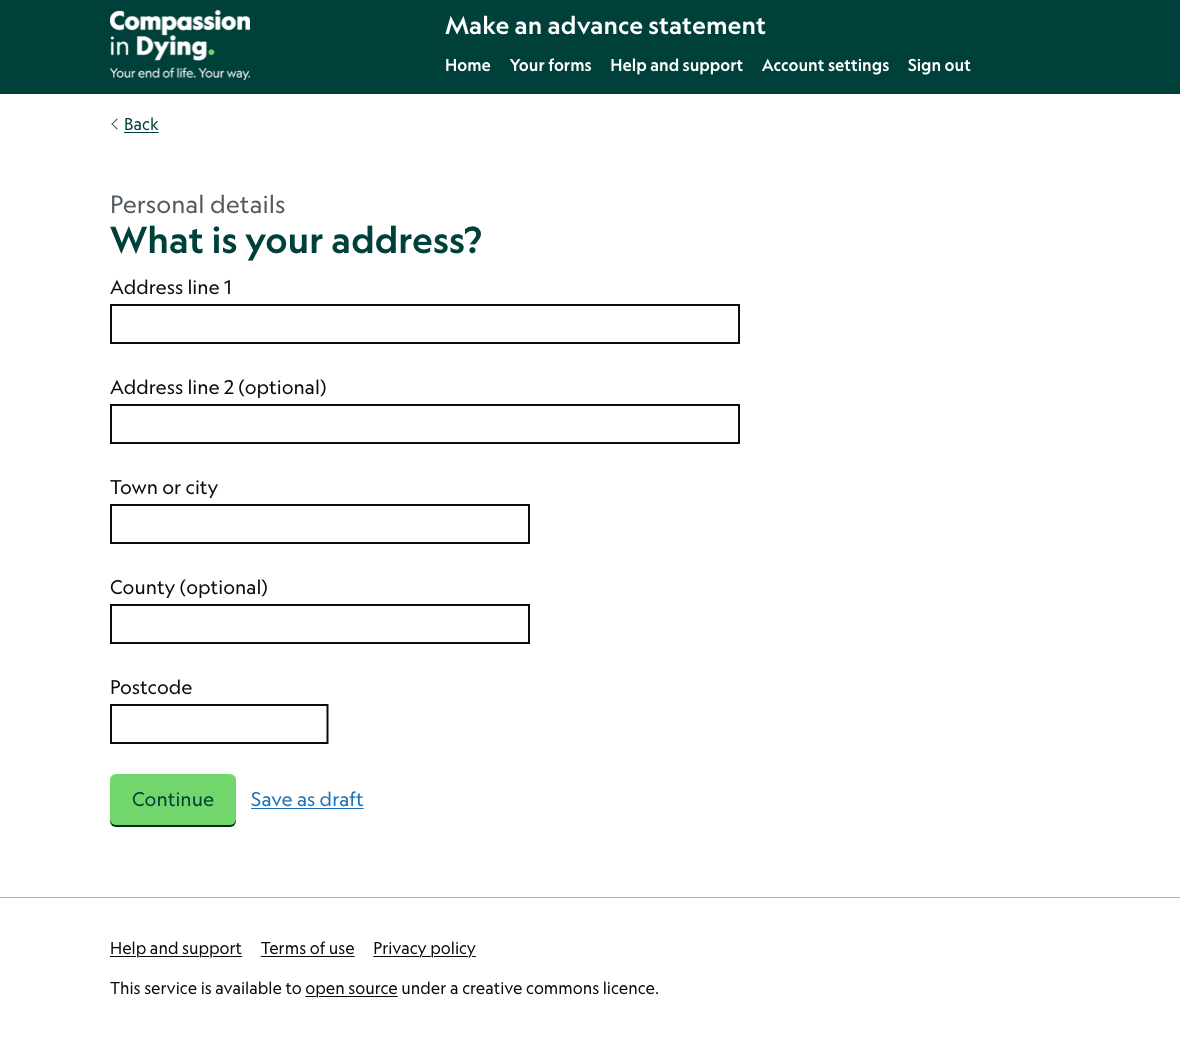 Compassion
in Dying.
Your end of life. Your way.
Make an advance statement
Home Your forms Help and support Account settings Sign out
Back
Personal details
What is your address?
Address line 1
Address line 2 (optional)
Town or city
County (optional)
Postcode
Continue Save as draft
Help and support Terms of use Privacy policy
This service is available to open source under a creative commons licence.